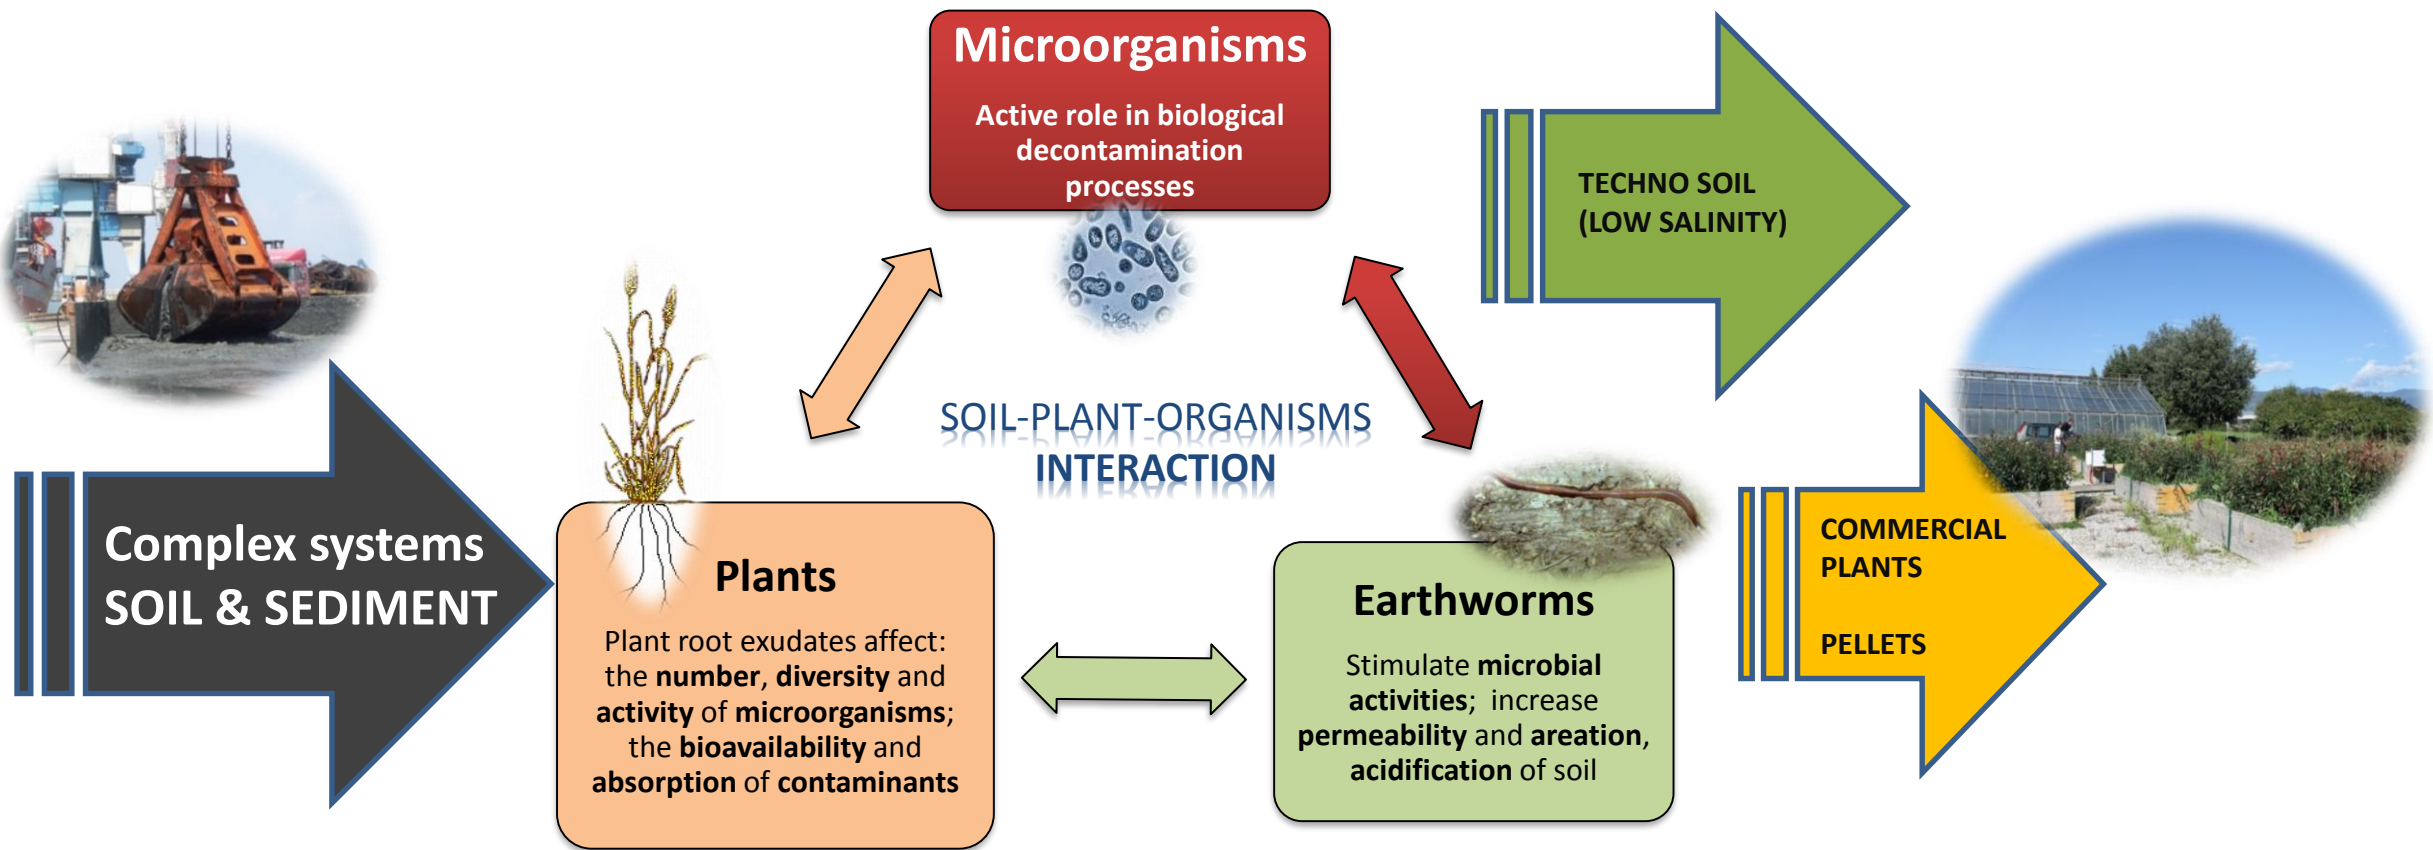 Microorganisms
Active role in biological
decontamination
processes
TECHNO SOIL
(LOW SALINITY)
SOIL-PLANT-ORGANISMS
INTERACTION
Complex systems
SOIL & SEDIMENT
Plants
Plant root exudates affect:
the number, diversity and
activity of microorganisms;
the bioavailability and
absorption of contaminants
Earthworms
Stimulate microbial
activities; increase
permeability and areation,
acidification of soil
COMMERCIAL
PLANTS
PELLETS